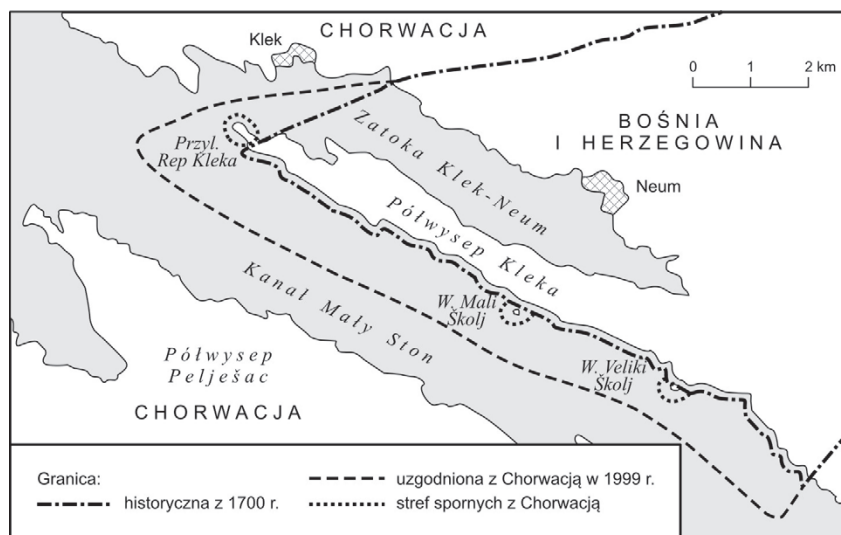 CHORWACJA
Klek
0 1 2 km
BOŚNIA
I HERZEGOWINA
Zatoka Klek-Neum
Przyl.
Rep Kleka
Neum
Półwysep Kleka
W. Mali
Školj
Kanał Mały Ston
W. Veliki
Školj
Półwysep
Pelješac
CHORWACJA
Granica:
historyczna z 1700 r.
uzgodniona z Chorwacją w 1999 r.
stref spornych z Chorwacją